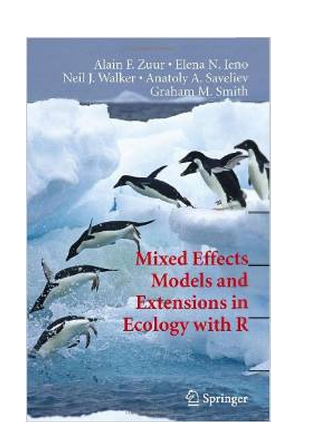 Alain F. Zuur • Elena N. Ieno
Neil J. Walker • Anatoly A. Saveliev
Graham M. Smith
Mixed Effects
Models and
Extensions in
Ecology with R
Springer